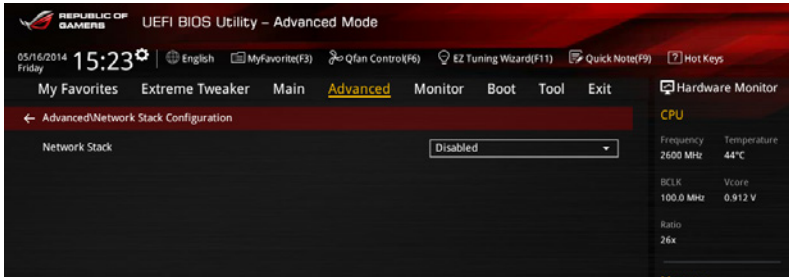 REPUBLIC OF GAMERS UEFI BIOS Utility – Advanced Mode
05/16/2014 Friday 15:23 English MyFavorite(F3) Qfan Control(F6) EZ Tuning Wizard(F11) Quick Note(F9) ? Hot Keys
My Favorites Extreme Tweaker Main Advanced Monitor Boot Tool Exit Hardware Monitor
← Advanced\Network Stack Configuration
CPU
Network Stack Disabled
Frequency Temperature
2600 MHz 44°C
BCLK Vcore
100.0 MHz 0.912 V
Ratio
26x